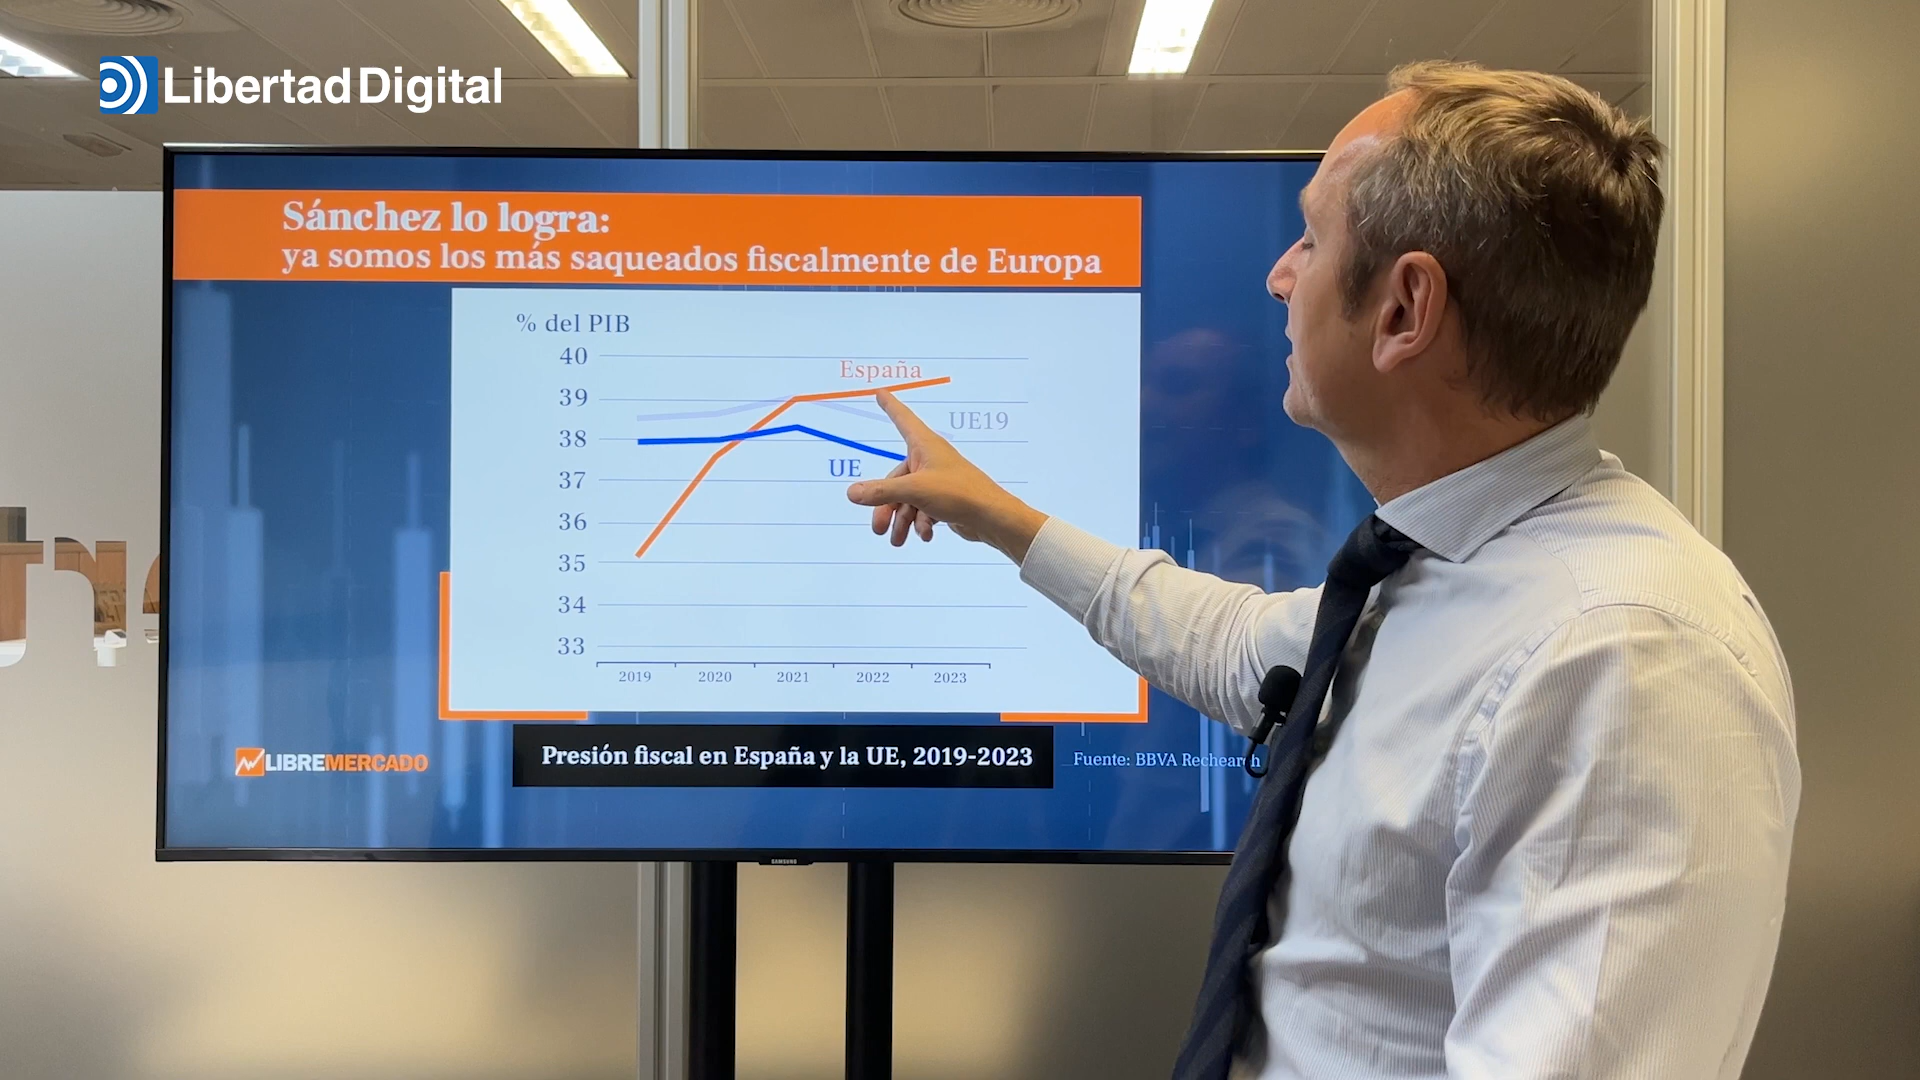 Libertad Digital
Sánchez lo logra:
ya somos los más saqueados fiscalmente de Europa
% del PIB
40
39
38
37
36
35
34
33
España
UE19
UE
2019 2020 2021 2022 2023
LIBREMERCADO
Presión fiscal en España y la UE, 2019-2023
Fuente: BBVA Rechearch
SAMSUNG